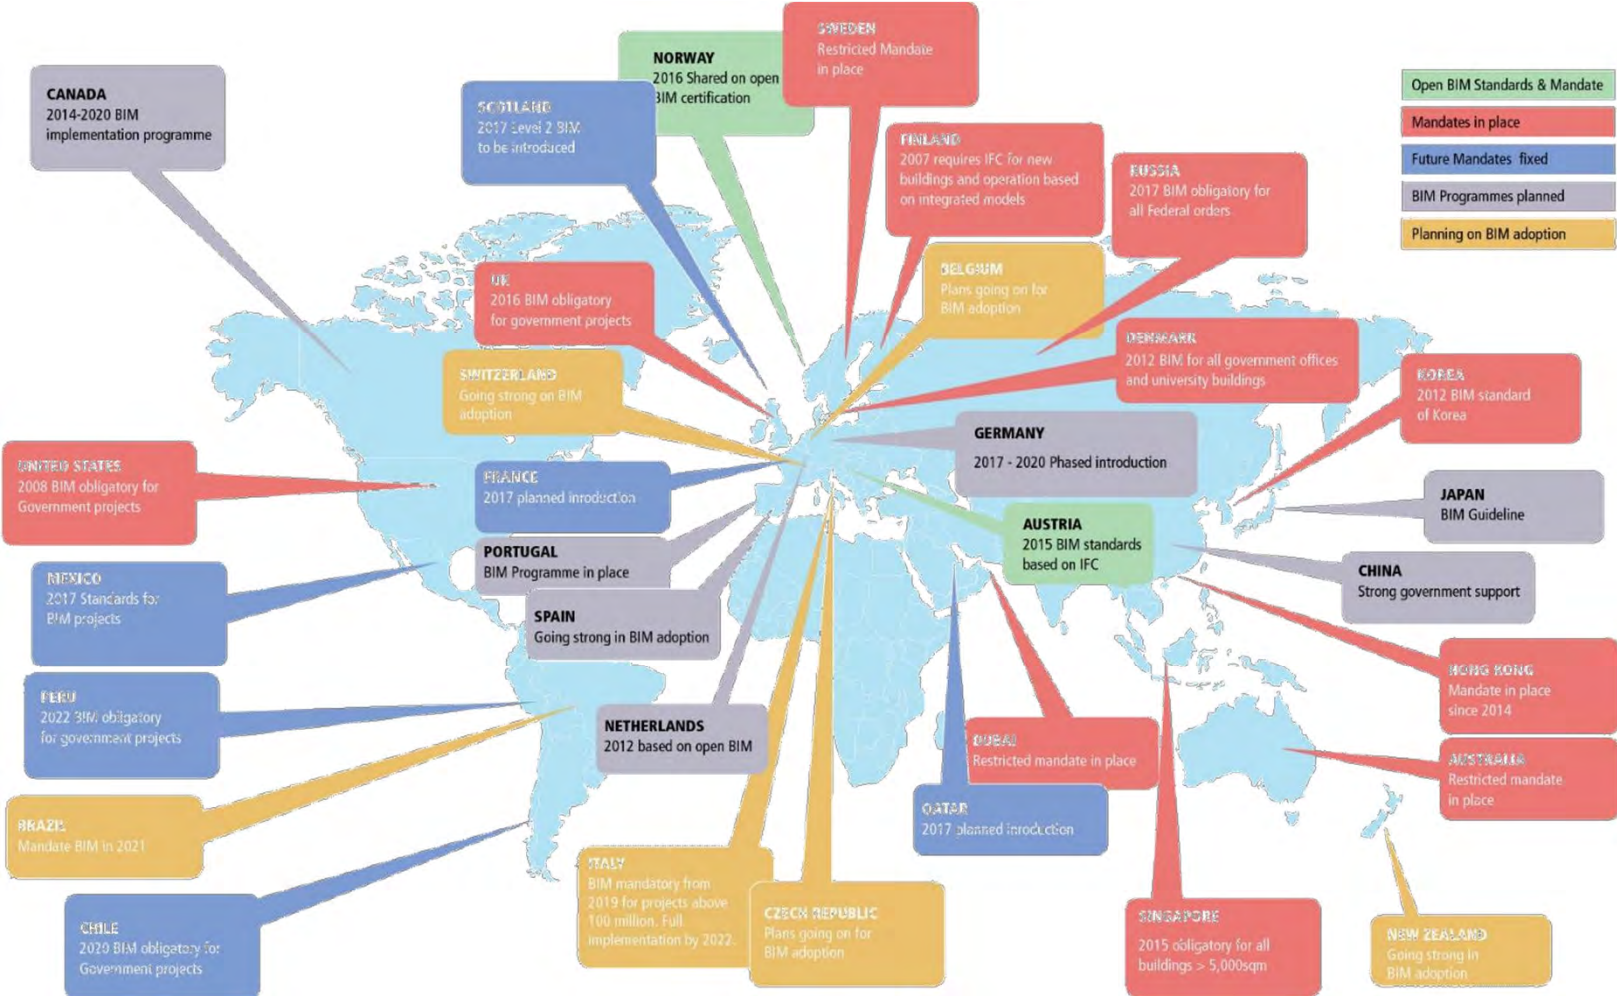 SWEDEN
Restricted Mandate
in place
NORWAY
2016 Shared on open
BIM certification
CANADA
2014-2020 BIM
implementation programme
SCOTLAND
2017 Level 2 BIM
to be introduced
FINLAND
2007 requires IFC for new
buildings and operation based
on integrated models
RUSSIA
2017 BIM obligatory for
all Federal orders
Open BIM Standards & Mandate
Mandates in place
Future Mandates fixed
BIM Programmes planned
Planning on BIM adoption
UK
2016 BIM obligatory
for government projects
BELGIUM
Plans going on for
BIM adoption
DENMARK
2012 BIM for all government offices
and university buildings
SWITZERLAND
Going strong on BIM
adoption
KOREA
2012 BIM standard
of Korea
GERMANY
2017 - 2020 Phased introduction
UNITED STATES
2008 BIM obligatory for
Government projects
FRANCE
2017 planned inroduction
JAPAN
BIM Guideline
AUSTRIA
2015 BIM standards
based on IFC
PORTUGAL
BIM Programme in place
CHINA
Strong government support
MEXICO
2017 Standards for
BIM projects
SPAIN
Going strong in BIM adoption
HONG KONG
Mandate in place
since 2014
PERU
2022 BIM obligatory
for government projects
NETHERLANDS
2012 based on open BIM
DUBAI
Restricted mandate in place
AUSTRALIA
Restricted mandate
in place
QATAR
2017 planned inroduction
BRAZIL
Mandate BIM in 2021
ITALY
BIM mandatory from
2019 for projects above
100 million. Full
implementation by 2022.
CZECH REPUBLIC
Plans going on for
BIM adoption
CHILE
2020 BIM obligatory for
Government projects
SINGAPORE
2015 obligatory for all
buildings > 5,000sqm
NEW ZEALAND
Going strong in
BIM adoption